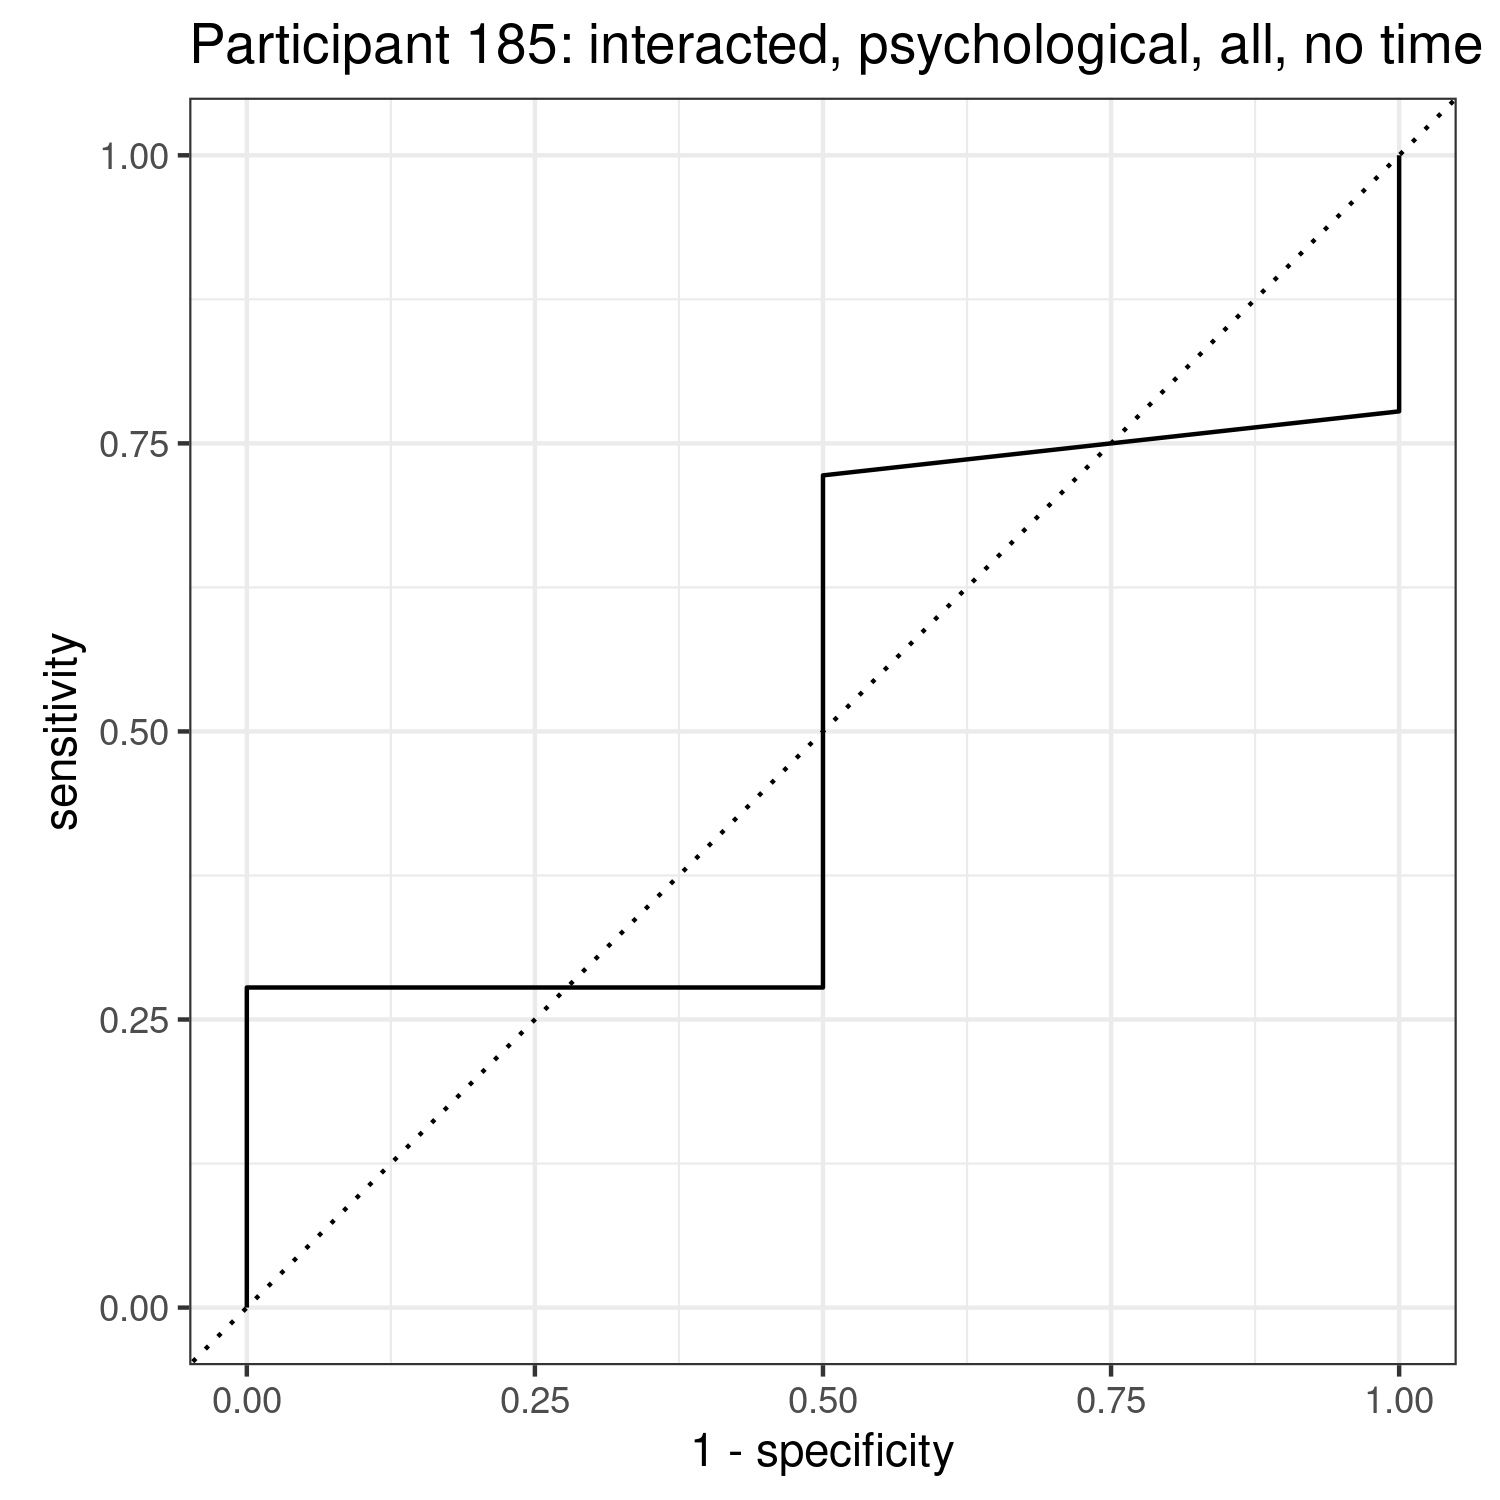 Participant 185: interacted, psychological, all, no time
1.00
0.75
0.50
0.25
0.00
sensitivity
0.00 0.25 0.50 0.75 1.00
1 - specificity